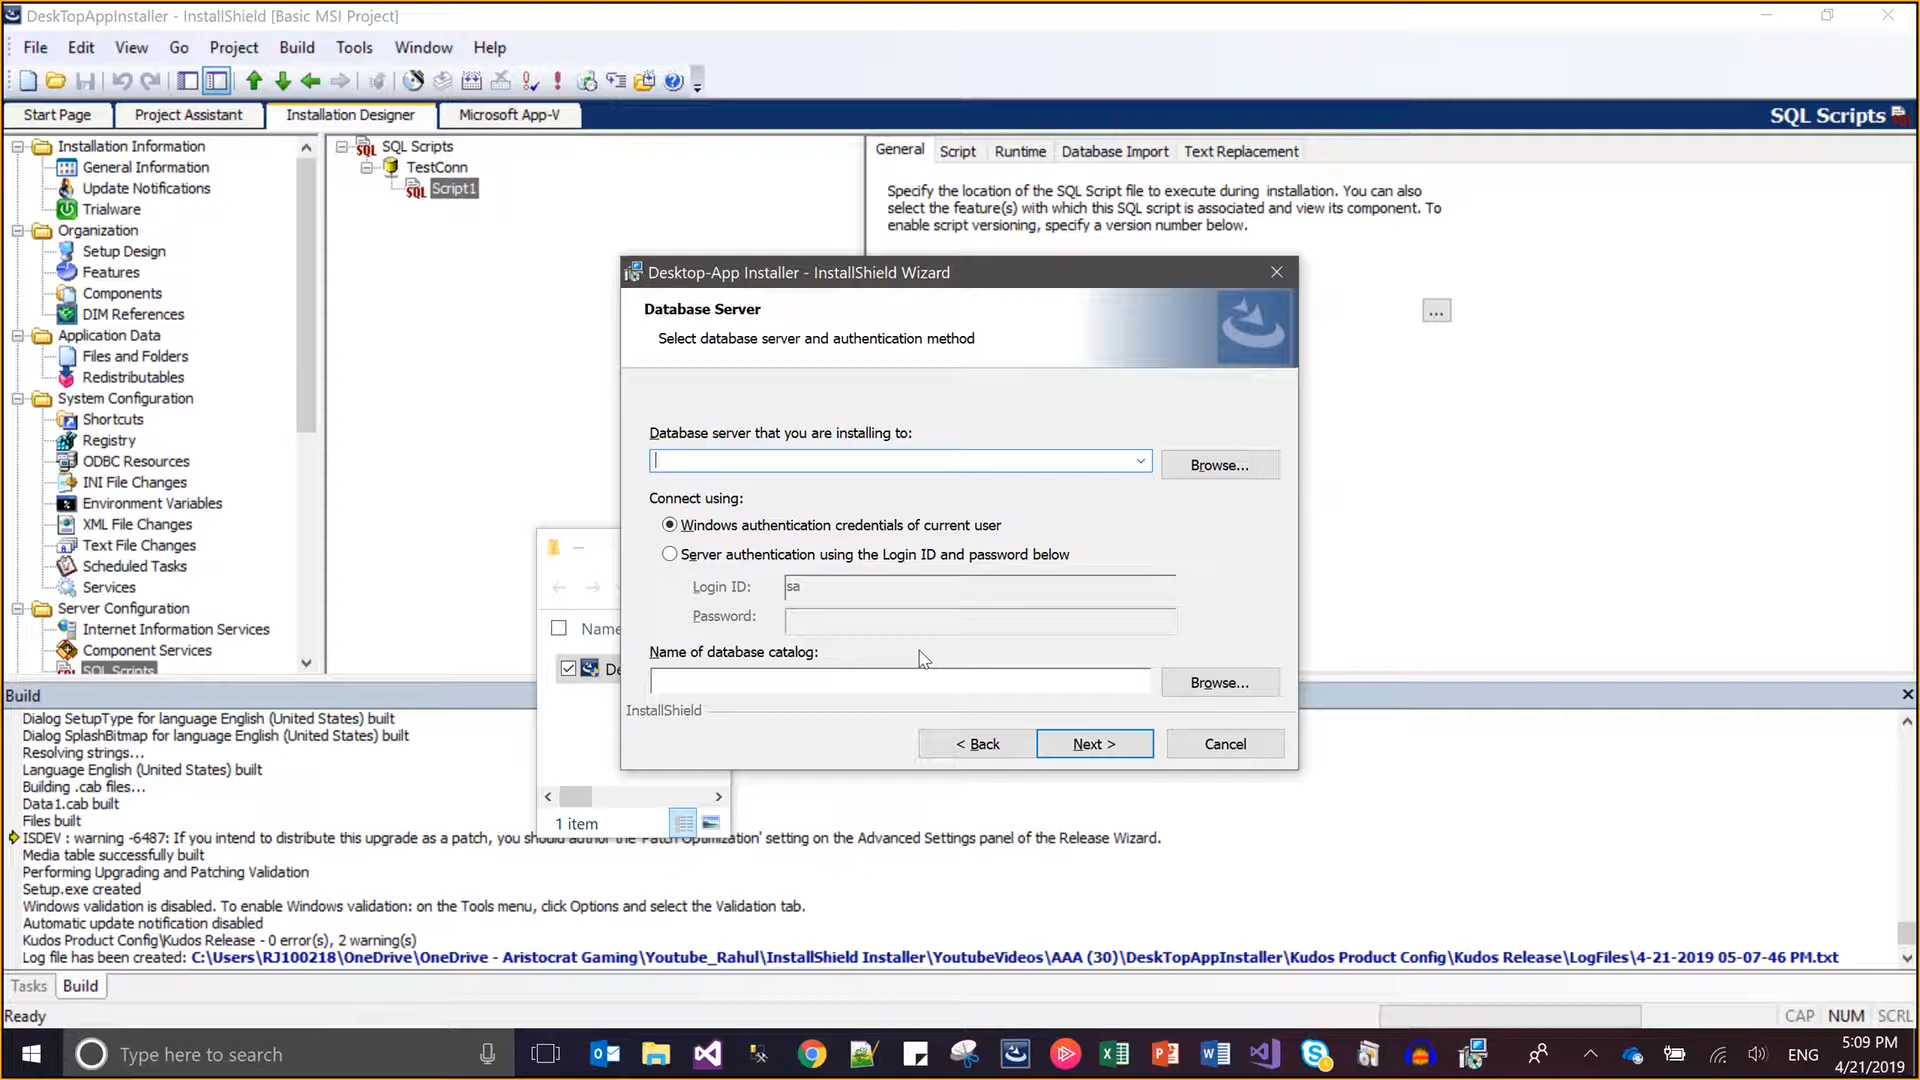 DeskTopAppInstaller - InstallShield [Basic MSI Project]
File Edit View Go Project Build Tools Window Help
Start Page Project Assistant Installation Designer Microsoft App-V SQL Scripts
Installation Information
General Information
Update Notifications
Trialware
Organization
Setup Design
Features
Components
DIM References
Application Data
Files and Folders
Redistributables
System Configuration
Shortcuts
Registry
ODBC Resources
INI File Changes
Environment Variables
XML File Changes
Text File Changes
Scheduled Tasks
Services
Server Configuration
Internet Information Services
Component Services
SQL Scripts
SQL Scripts
TestConn
Script1
General Script Runtime Database Import Text Replacement
Specify the location of the SQL Script file to execute during installation. You can also
select the feature(s) with which this SQL script is associated and view its component. To
enable script versioning, specify a version number below.
...
Desktop-App Installer - InstallShield Wizard
Database Server
Select database server and authentication method
Database server that you are installing to:
Browse...
Connect using:
Windows authentication credentials of current user
Server authentication using the Login ID and password below
Login ID: sa
Password:
Name of database catalog:
Browse...
InstallShield
< Back Next > Cancel
Name
De
1 item
Build
Dialog SetupType for language English (United States) built
Dialog SplashBitmap for language English (United States) built
Resolving strings...
Language English (United States) built
Building .cab files...
Data1.cab built
Files built
ISDEV : warning -6487: If you intend to distribute this upgrade as a patch, you should author the 'Patch Optimization' setting on the Advanced Settings panel of the Release Wizard.
Media table successfully built
Performing Upgrading and Patching Validation
Setup.exe created
Windows validation is disabled. To enable Windows validation: on the Tools menu, click Options and select the Validation tab.
Automatic update notification disabled
Kudos Product Config\Kudos Release - 0 error(s), 2 warning(s)
Log file has been created: C:\Users\RJ100218\OneDrive\OneDrive - Aristocrat Gaming\Youtube_Rahul\InstallShield Installer\YoutubeVideos\AAA (30)\DeskTopAppInstaller\Kudos Product Config\Kudos Release\LogFiles\4-21-2019 05-07-46 PM.txt
Tasks Build
Ready CAP NUM SCRL
Type here to search
ENG
5:09 PM
4/21/2019